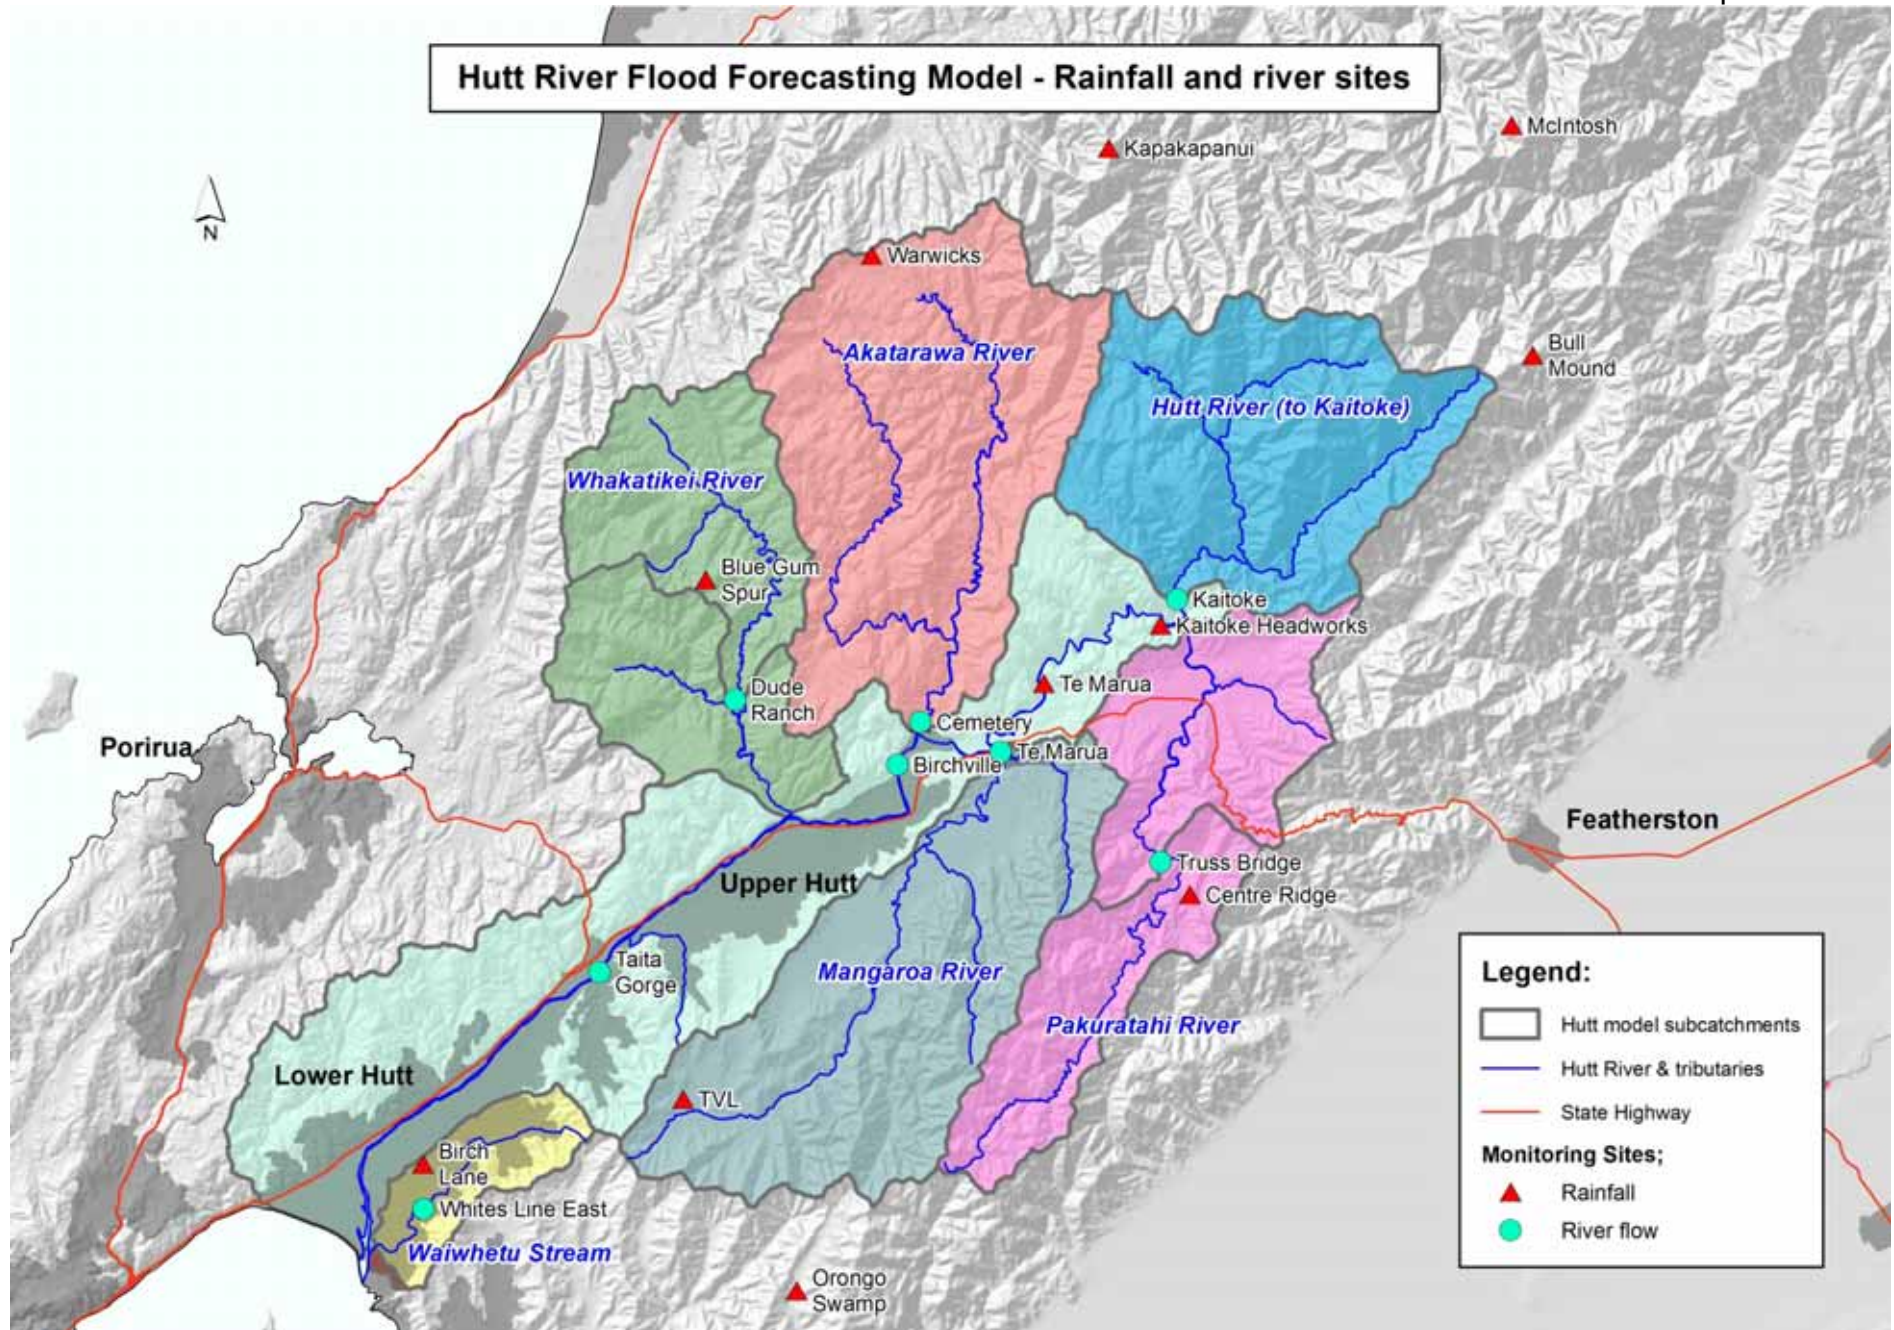 Hutt River Flood Forecasting Model - Rainfall and river sites
McIntosh
Kapakapanui
N
Warwicks
Akatarawa River
Bull
Mound
Hutt River (to Kaitoke)
Whakatikei River
Blue Gum
Spur
Kaitoke
Kaitoke Headworks
Te Marua
Dude
Ranch
Cemetery
Te Marua
Porirua
Birchville
Featherston
Truss Bridge
Upper Hutt
Centre Ridge
Taita
Gorge
Mangaroa River
Pakuratahi River
Lower Hutt
TVL
Birch
Lane
Whites Line East
Waiwhetu Stream
Orongo
Swamp
Legend:
Hutt model subcatchments
Hutt River & tributaries
State Highway
Monitoring Sites;
Rainfall
River flow